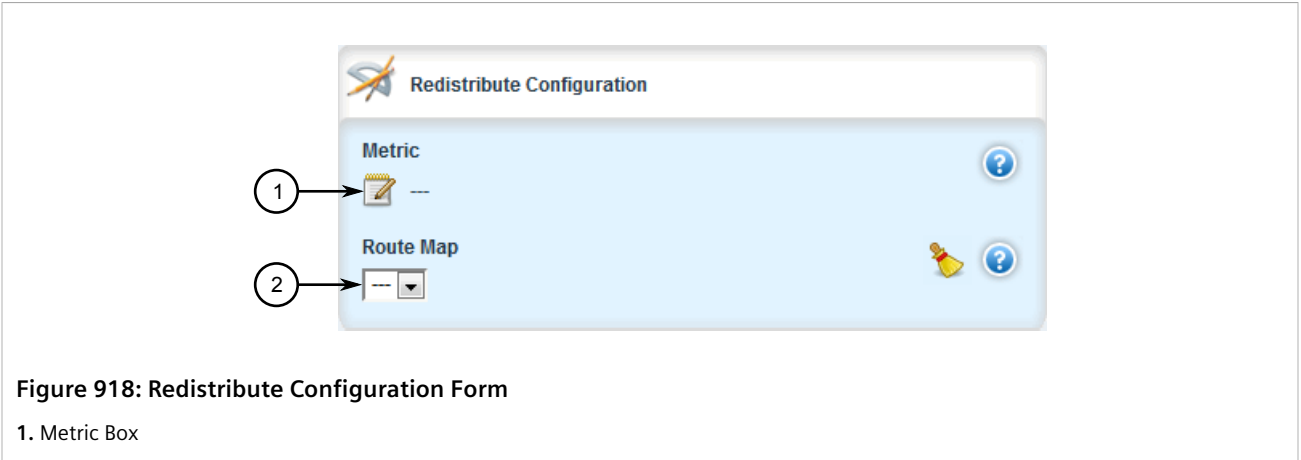 Redistribute Configuration
Metric
1
---
Route Map
2
---
Figure 918: Redistribute Configuration Form
1. Metric Box